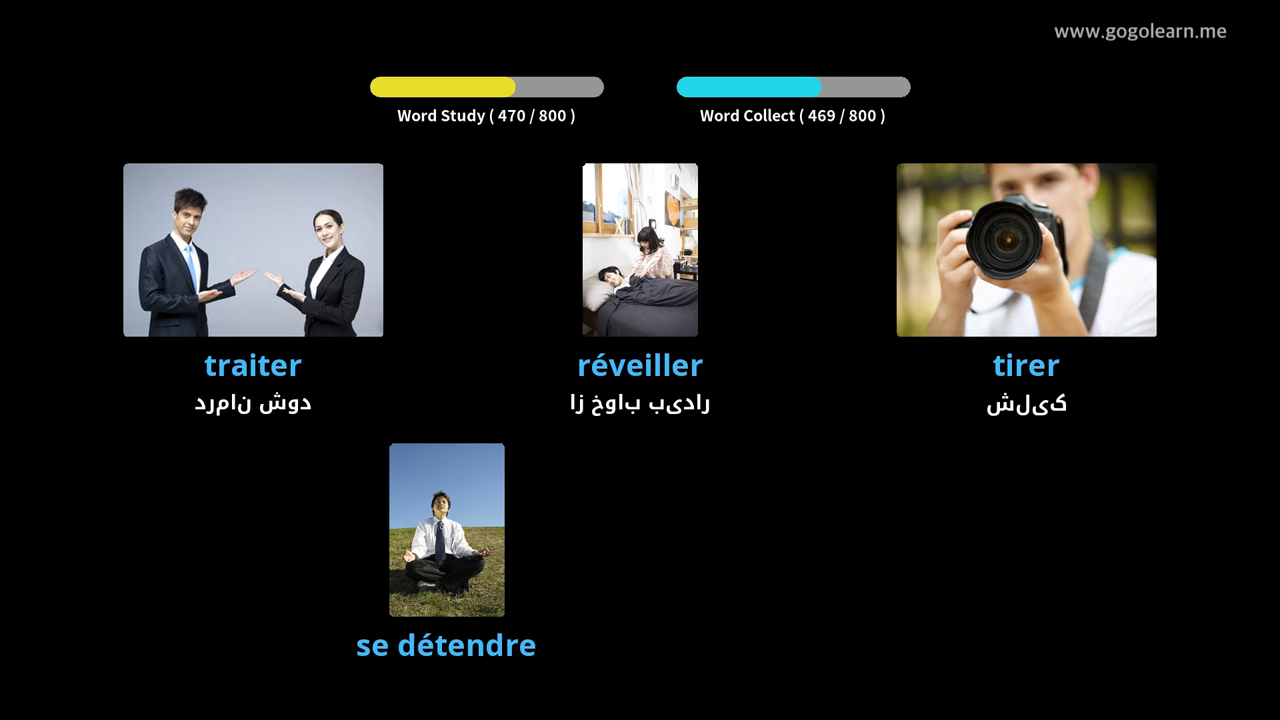 www.gogolearn.me
Word Study ( 470 / 800 )
Word Collect ( 469 / 800 )
traiter
réveiller
tirer
دوش نامرد
رادیب باوخ زا
کیلش
se détendre